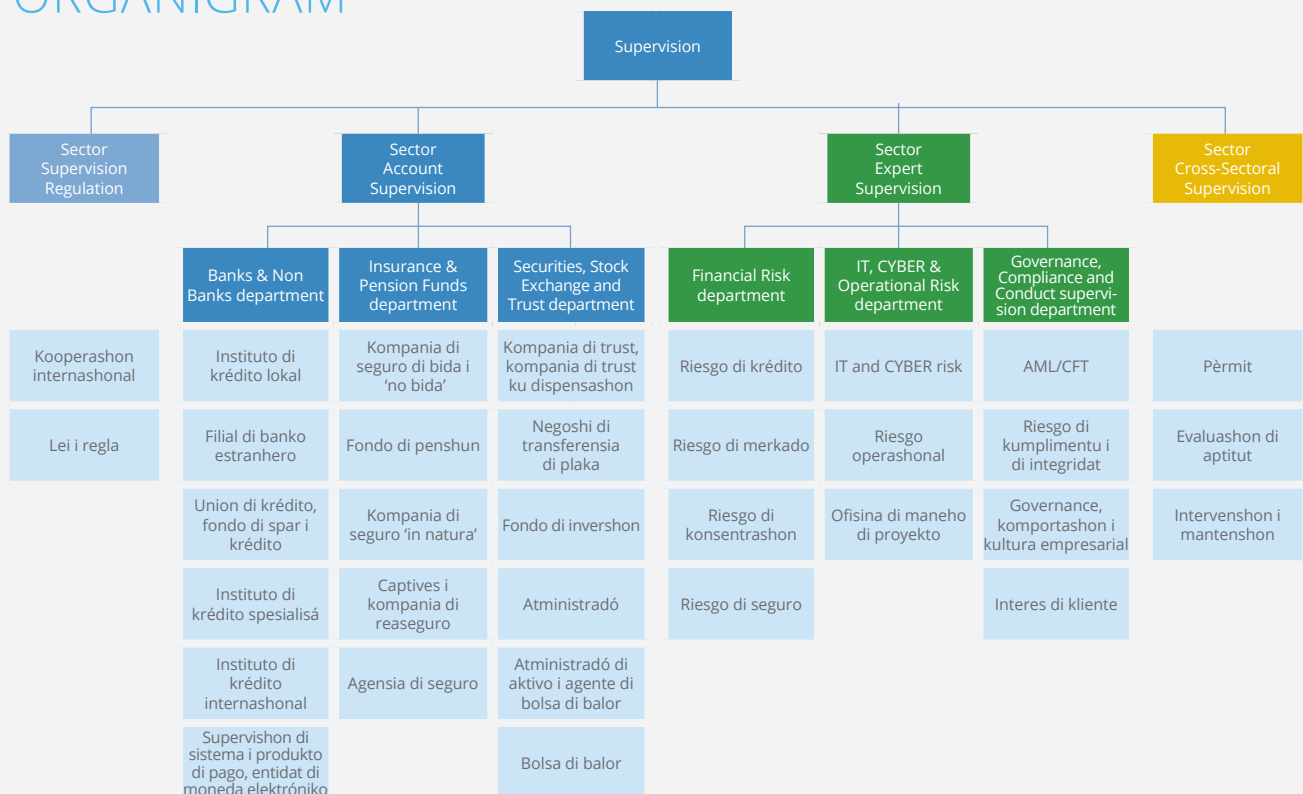 ORGANIGRAM
Supervision
Sector
Supervision
Regulation
Sector
Account
Supervision
Sector
Expert
Supervision
Sector
Cross-Sectoral
Supervision
Banks & Non
Banks department
Insurance &
Pension Funds
department
Securities, Stock
Exchange and
Trust department
Financial Risk
department
IT, CYBER &
Operational Risk
department
Governance,
Compliance and
Conduct supervi-
sion department
Kooperashon
internashonal
Lei i regla
Instituto di
krédito lokal
Filial di banko
estranhero
Union di krédito,
fondo di spar i
krédito
Instituto di
krédito spesialisá
Instituto di
krédito
internashonal
Supervishon di
sistema i produkto
di pago, entidat di
moneda elektróniko
Kompania di
seguro di bida i
‘no bida’
Fondo di penshun
Kompania di
seguro ‘in natura’
Captives i
kompania di
reaseguro
Agensia di seguro
Kompania di trust,
kompania di trust
ku dispensashon
Negoshi di
transferensia
di plaka
Fondo di invershon
Atministradó
Atministradó di
aktivo i agente di
bolsa di balor
Bolsa di balor
Riesgo di krédito
Riesgo di merkado
Riesgo di
konsentrashon
Riesgo di seguro
IT and CYBER risk
Riesgo
operashonal
Ofisina di maneho
di proyekto
AML/CFT
Riesgo di
kumplimentu i
di integridat
Governance,
komportashon i
kultura empresarial
Interes di kliente
Pèrmit
Evaluashon di
aptitut
Intervenshon i
mantenshon